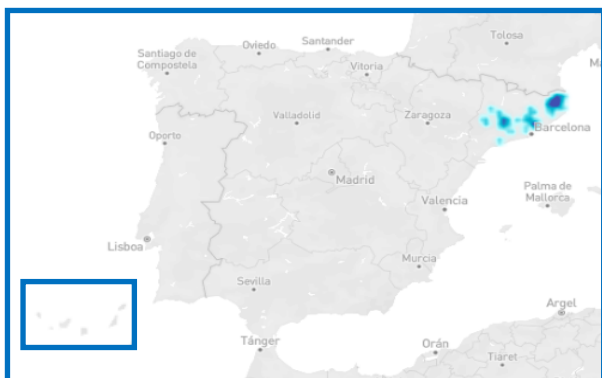 Tolosa
Santander
Oviedo
Santiago de
Compostela
Vitoria
Valladolid
Zaragoza
Barcelona
Oporto
Madrid
Palma de
Mallorca
Valencia
Lisboa
Murcia
Sevilla
Argel
Tánger
Orán
Tiaret